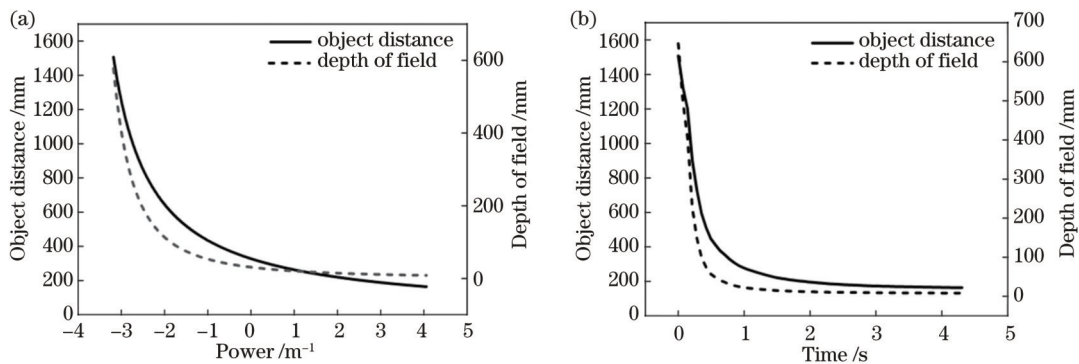 (a)
1600
1400
1200
1000
800
600
400
200
0
Object distance /mm
object distance
depth of field
600
400
200
0
Depth of field /mm
−4 −3 −2 −1 0 1 2 3 4 5
Power /m⁻¹
(b)
1600
1400
1200
1000
800
600
400
200
0
Object distance /mm
object distance
depth of field
700
600
500
400
300
200
100
0
Depth of field /mm
0 1 2 3 4 5
Time /s